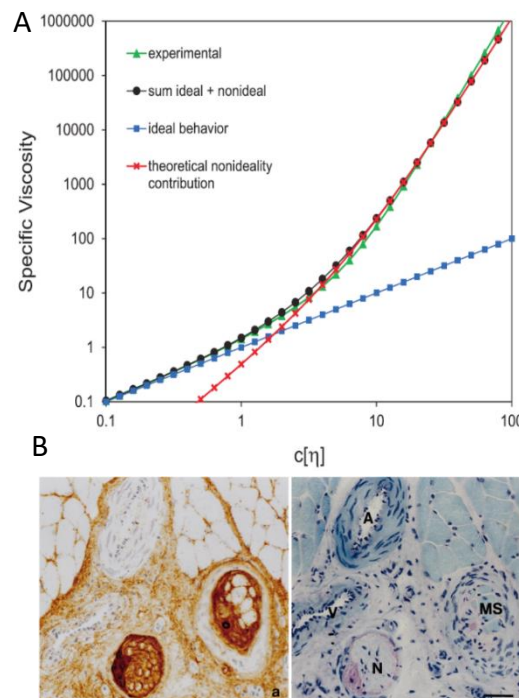 A
1000000
100000
10000
1000
100
10
1
0.1
Specific Viscosity
experimental
sum ideal + nonideal
ideal behavior
theoretical nonideality
contribution
0.1
1
10
100
c[η]
B
A
V
MS
N
a